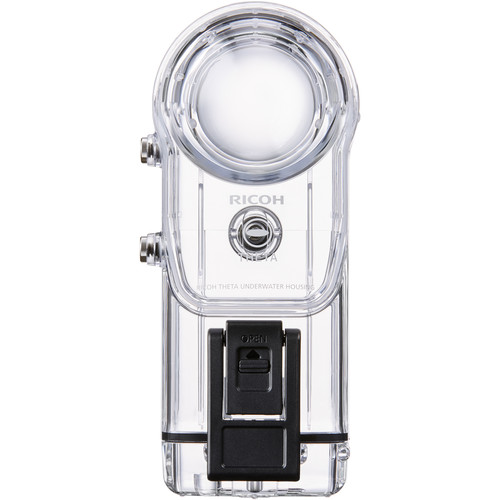 RICOH
THETA
RICOH THETA UNDERWATER HOUSING
OPEN